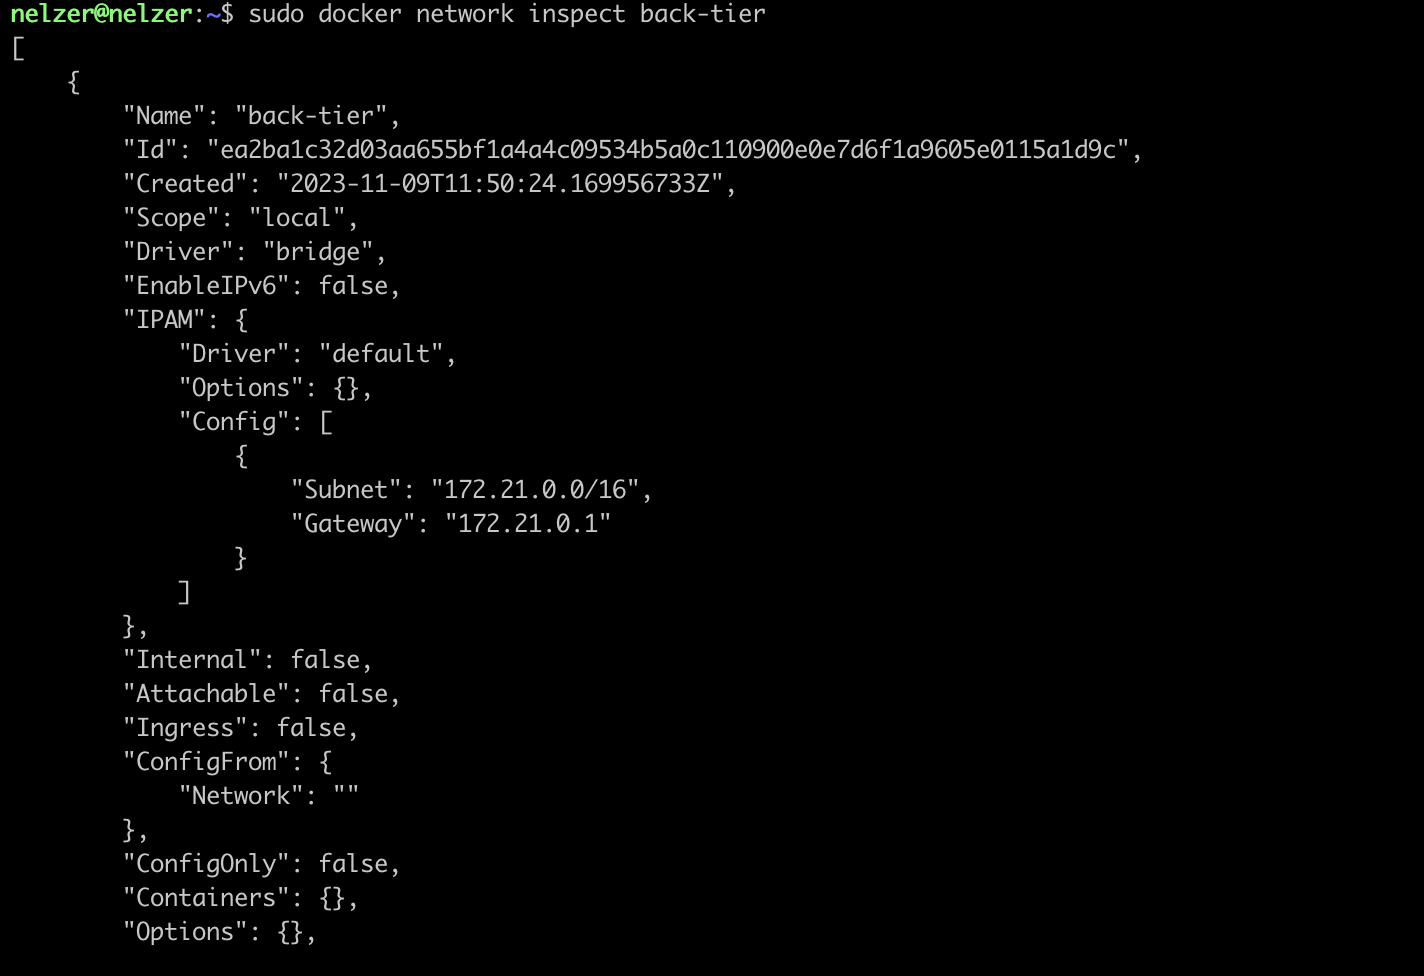 nelzer@nelzer:~$ sudo docker network inspect back-tier
[
    {
        "Name": "back-tier",
        "Id": "ea2ba1c32d03aa655bf1a4a4c09534b5a0c110900e0e7d6f1a9605e0115a1d9c",
        "Created": "2023-11-09T11:50:24.169956733Z",
        "Scope": "local",
        "Driver": "bridge",
        "EnableIPv6": false,
        "IPAM": {
            "Driver": "default",
            "Options": {},
            "Config": [
                {
                    "Subnet": "172.21.0.0/16",
                    "Gateway": "172.21.0.1"
                }
            ]
        },
        "Internal": false,
        "Attachable": false,
        "Ingress": false,
        "ConfigFrom": {
            "Network": ""
        },
        "ConfigOnly": false,
        "Containers": {},
        "Options": {},